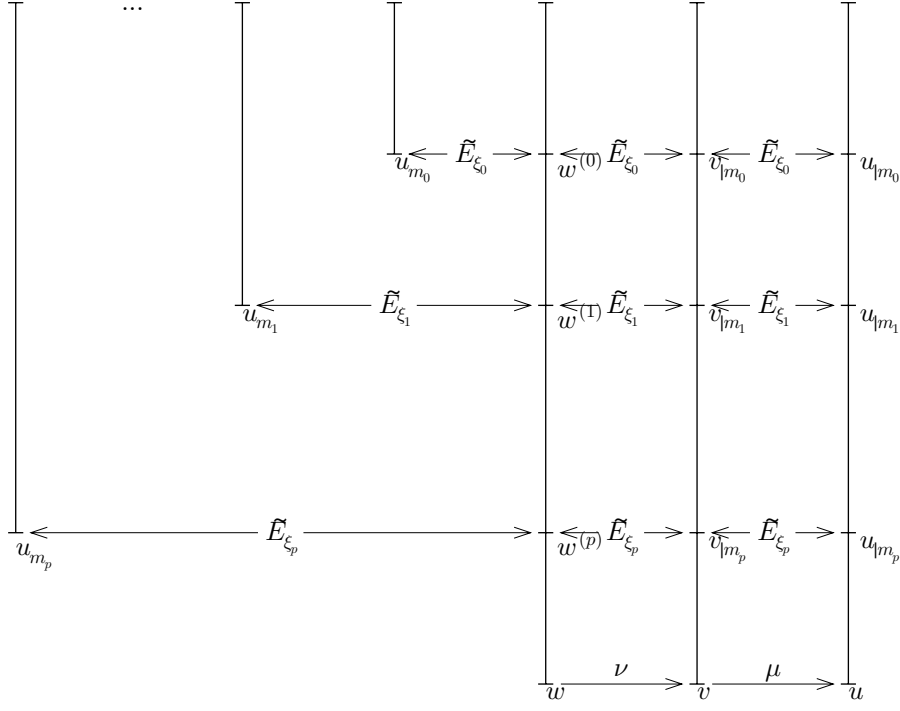 ...
Ẽ_{ξ_0} Ẽ_{ξ_0} Ẽ_{ξ_0}
u_{m_0} w^{(0)} v_{|m_0} u_{|m_0}
Ẽ_{ξ_1} Ẽ_{ξ_1} Ẽ_{ξ_1}
u_{m_1} w^{(1)} v_{|m_1} u_{|m_1}
Ẽ_{ξ_p} Ẽ_{ξ_p} Ẽ_{ξ_p}
u_{m_p} w^{(p)} v_{|m_p} u_{|m_p}
ν μ
w v u